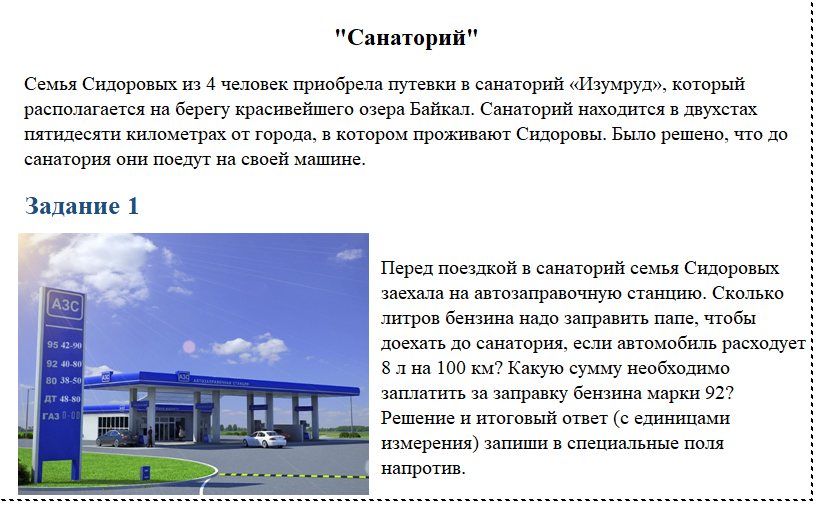 "Санаторий"
Семья Сидоровых из 4 человек приобрела путевки в санаторий «Изумруд», который
располагается на берегу красивейшего озера Байкал. Санаторий находится в двухстах
пятидесяти километрах от города, в котором проживают Сидоровы. Было решено, что до
санатория они поедут на своей машине.
Задание 1
АЗС
95 42-90
92 40-80
80 38-50
ДТ 48-80
ГАЗ
АЗС
АЗС
АВТОЗАПРАВОЧНАЯ СТАНЦИЯ
Перед поездкой в санаторий семья Сидоровых
заехала на автозаправочную станцию. Сколько
литров бензина надо заправить папе, чтобы
доехать до санатория, если автомобиль расходует
8 л на 100 км? Какую сумму необходимо
заплатить за заправку бензина марки 92?
Решение и итоговый ответ (с единицами
измерения) запиши в специальные поля
напротив.